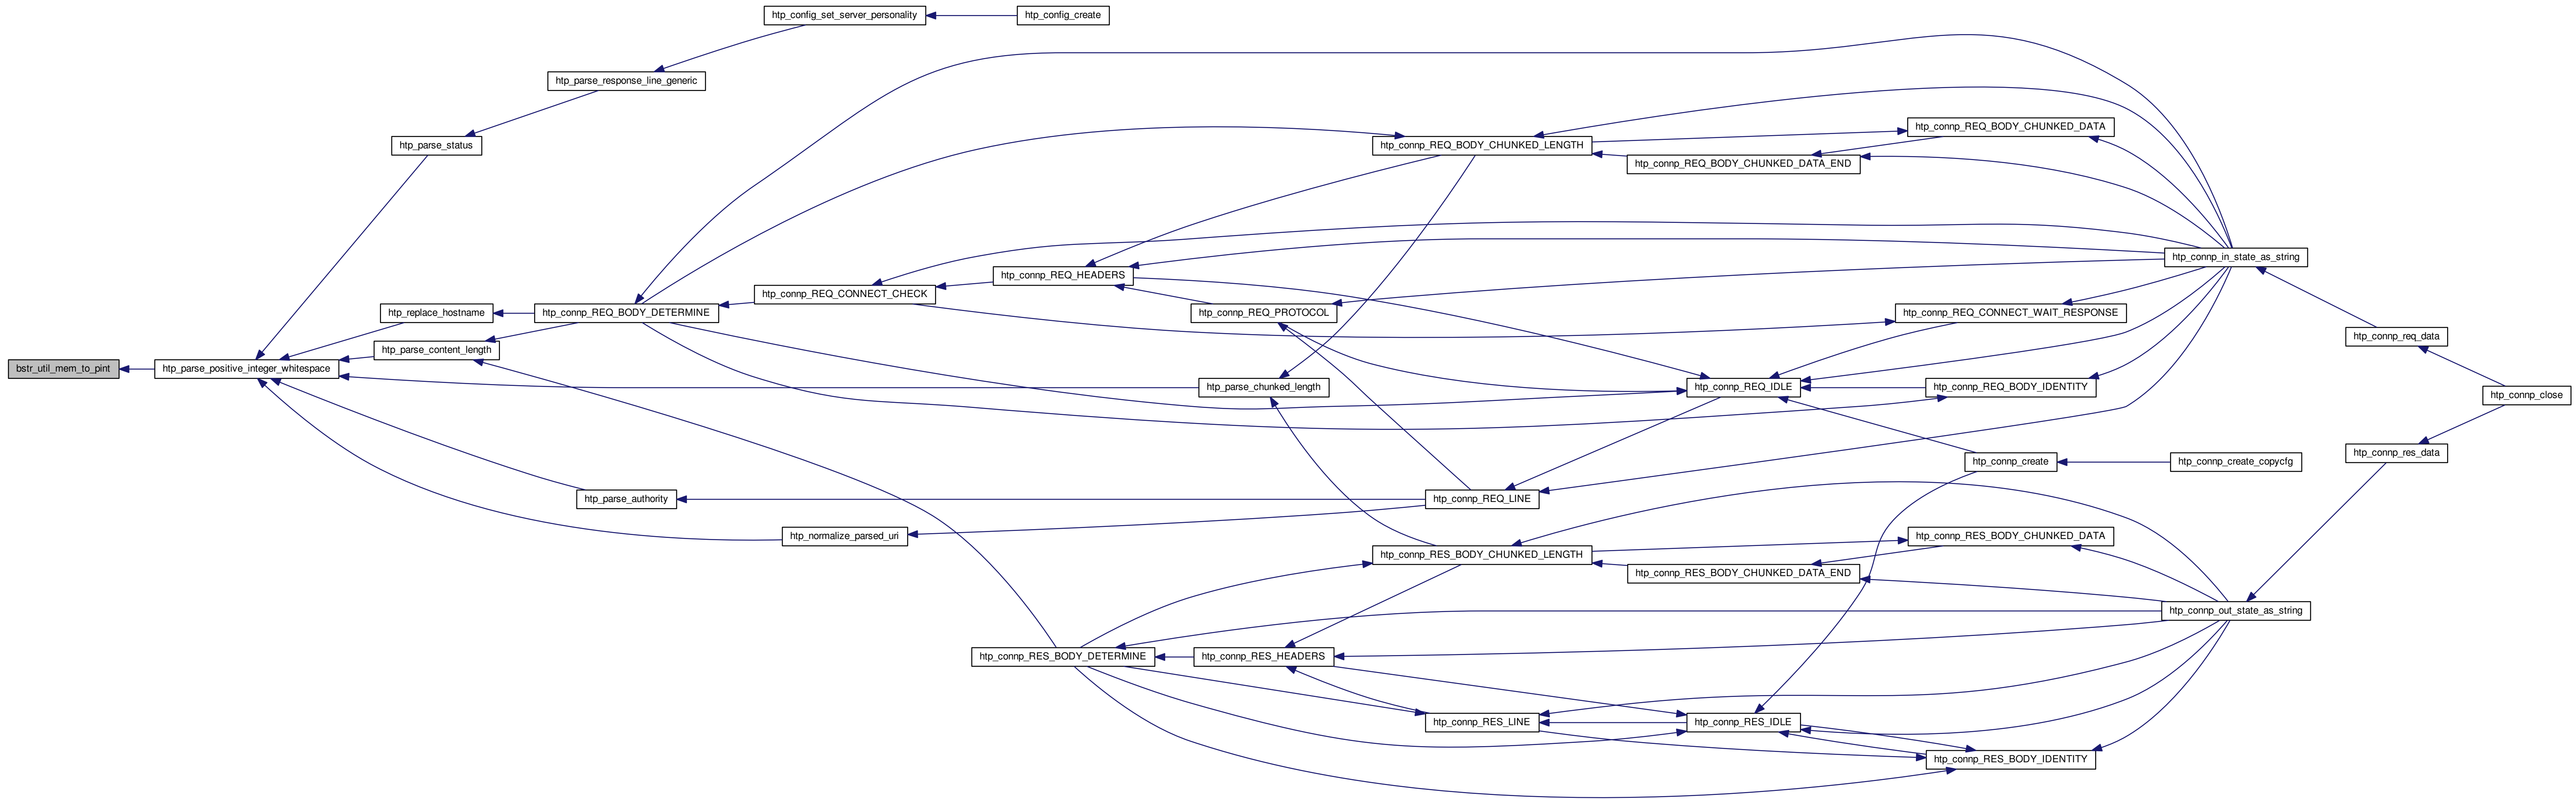 htp_config_set_server_personality
htp_config_create
htp_parse_response_line_generic
htp_parse_status
htp_connp_REQ_BODY_CHUNKED_LENGTH
htp_connp_REQ_BODY_CHUNKED_DATA
htp_connp_REQ_BODY_CHUNKED_DATA_END
htp_connp_in_state_as_string
htp_connp_REQ_HEADERS
htp_connp_REQ_CONNECT_CHECK
htp_replace_hostname
htp_connp_REQ_BODY_DETERMINE
htp_connp_REQ_PROTOCOL
htp_connp_REQ_CONNECT_WAIT_RESPONSE
htp_connp_req_data
htp_parse_content_length
bstr_util_mem_to_pint
htp_parse_positive_integer_whitespace
htp_parse_chunked_length
htp_connp_REQ_IDLE
htp_connp_REQ_BODY_IDENTITY
htp_connp_close
htp_connp_res_data
htp_connp_create
htp_connp_create_copycfg
htp_parse_authority
htp_connp_REQ_LINE
htp_normalize_parsed_uri
htp_connp_RES_BODY_CHUNKED_LENGTH
htp_connp_RES_BODY_CHUNKED_DATA
htp_connp_RES_BODY_CHUNKED_DATA_END
htp_connp_out_state_as_string
htp_connp_RES_BODY_DETERMINE
htp_connp_RES_HEADERS
htp_connp_RES_LINE
htp_connp_RES_IDLE
htp_connp_RES_BODY_IDENTITY